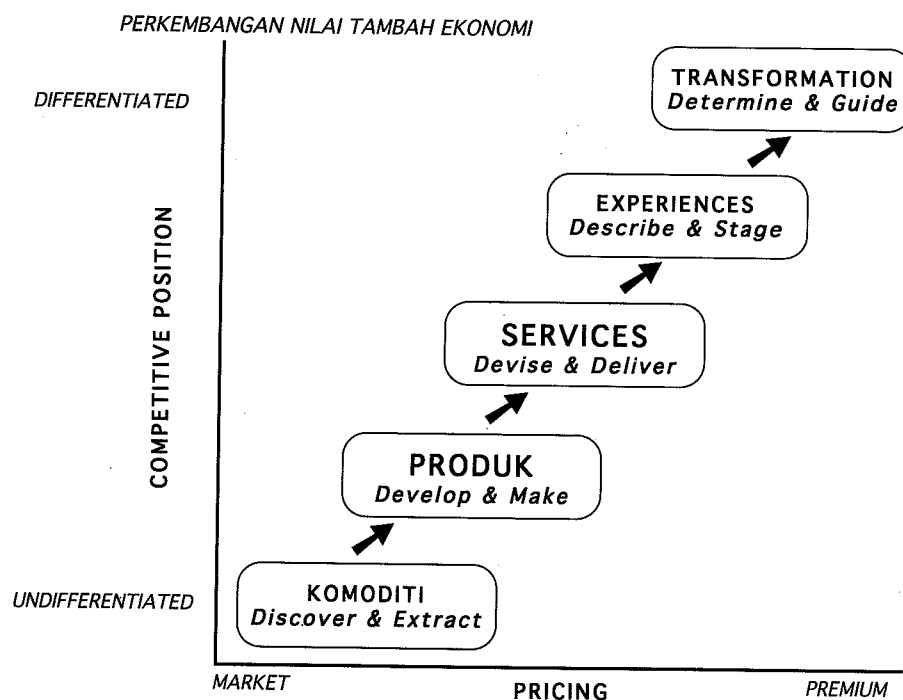 PERKEMBANGAN NILAI TAMBAH EKONOMI
DIFFERENTIATED
TRANSFORMATION
Determine & Guide
EXPERIENCES
Describe & Stage
COMPETITIVE POSITION
SERVICES
Devise & Deliver
PRODUK
Develop & Make
UNDIFFERENTIATED
KOMODITI
Discover & Extract
MARKET
PRICING
PREMIUM